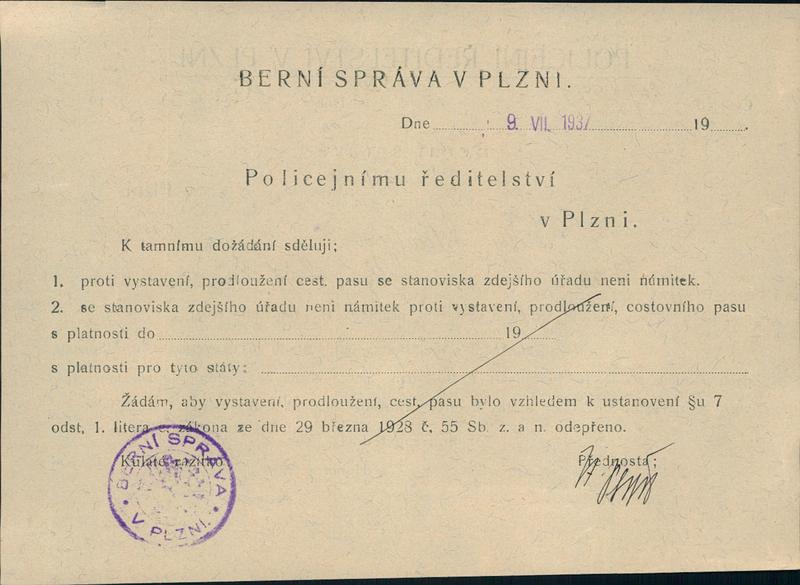 BERNÍ SPRÁVA V PLZNI.
Dne 9. VII. 1937 19 .
Policejnímu ředitelství
v Plzni.
K tamnímu dožádání sděluji;
1. proti vystavení, prodloužení cest. pasu se stanoviska zdejšího úřadu neni námitek.
2. se stanoviska zdejšího úřadu neni námitek proti vystavení, prodloužení, costovního pasu
s platností do 19
s platností pro tyto státy:
Žádám, aby vystavení, prodloužení, cest. pasu bylo vzhledem k ustanovení §u 7
odst, 1. litera c, zákona ze dne 29 března 1928 č, 55 Sb. z. a n. odepřeno.
Kulaté razítko Přednosta;
BERNÍ SPRÁVA
V PLZNI.